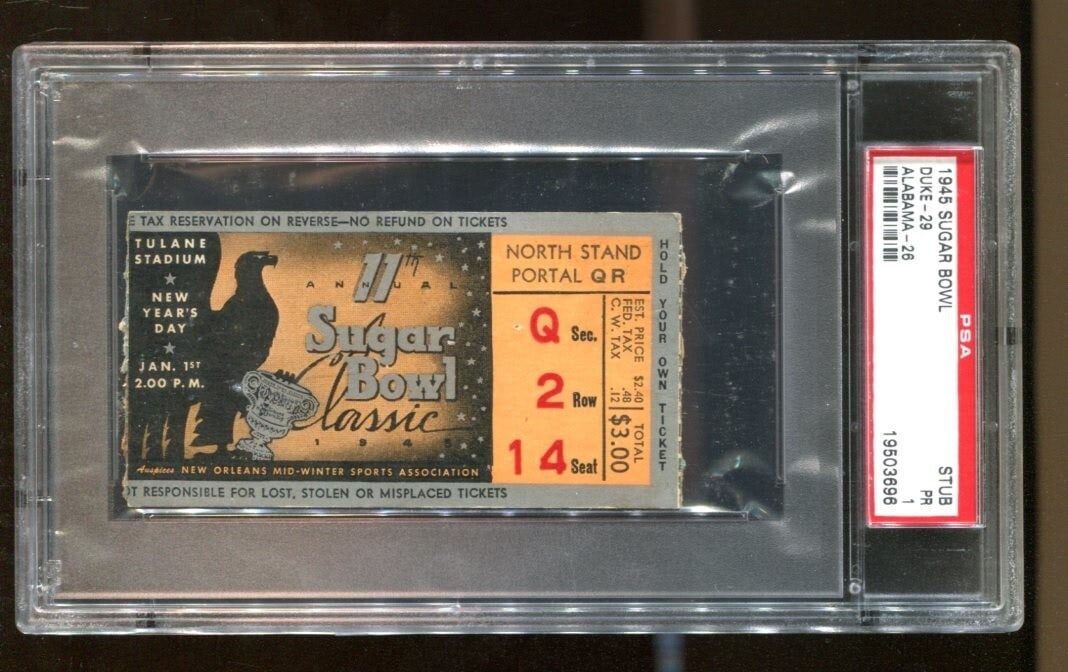 E TAX RESERVATION ON REVERSE—NO REFUND ON TICKETS
TULANE
STADIUM
NEW
YEAR'S
DAY
JAN. 1ST
2.00 P.M.
11th
ANNUAL
Sugar
Bowl
Classic
1945
Auspices NEW ORLEANS MID-WINTER SPORTS ASSOCIATION
OT RESPONSIBLE FOR LOST, STOLEN OR MISPLACED TICKETS
NORTH STAND
PORTAL QR
Q Sec.
2 Row
14 Seat
EST. PRICE $2.40
FED. TAX .48
C. W. TAX .12
TOTAL
$3.00
HOLD YOUR OWN TICKET
PSA
1945 SUGAR BOWL STUB
DUKE-29 PR
ALABAMA-26 1
19503696